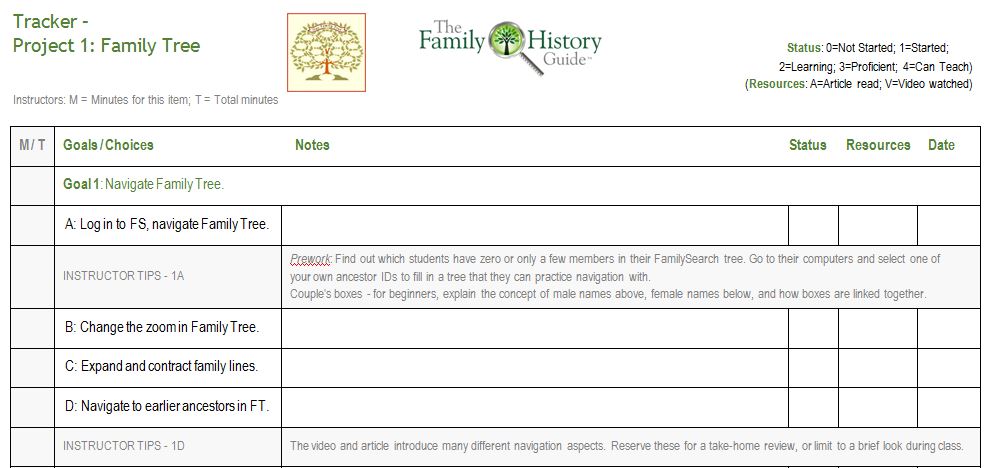 Tracker -
Project 1: Family Tree
The
Family History
Guide™
Status: 0=Not Started; 1=Started;
2=Learning; 3=Proficient; 4=Can Teach)
(Resources: A=Article read; V=Video watched)
Instructors: M = Minutes for this item; T = Total minutes
M / T Goals / Choices Notes Status Resources Date
Goal 1: Navigate Family Tree.
A: Log in to FS, navigate Family Tree.
INSTRUCTOR TIPS - 1A
Prework: Find out which students have zero or only a few members in their FamilySearch tree. Go to their computers and select one of
your own ancestor IDs to fill in a tree that they can practice navigation with.
Couple's boxes - for beginners, explain the concept of male names above, female names below, and how boxes are linked together.
B: Change the zoom in Family Tree.
C: Expand and contract family lines.
D: Navigate to earlier ancestors in FT.
INSTRUCTOR TIPS - 1D The video and article introduce many different navigation aspects. Reserve these for a take-home review, or limit to a brief look during class.